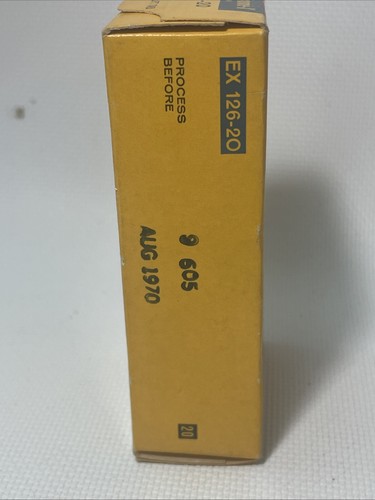 EX 126-20
PROCESS
BEFORE
9 605
AUG 1970
20